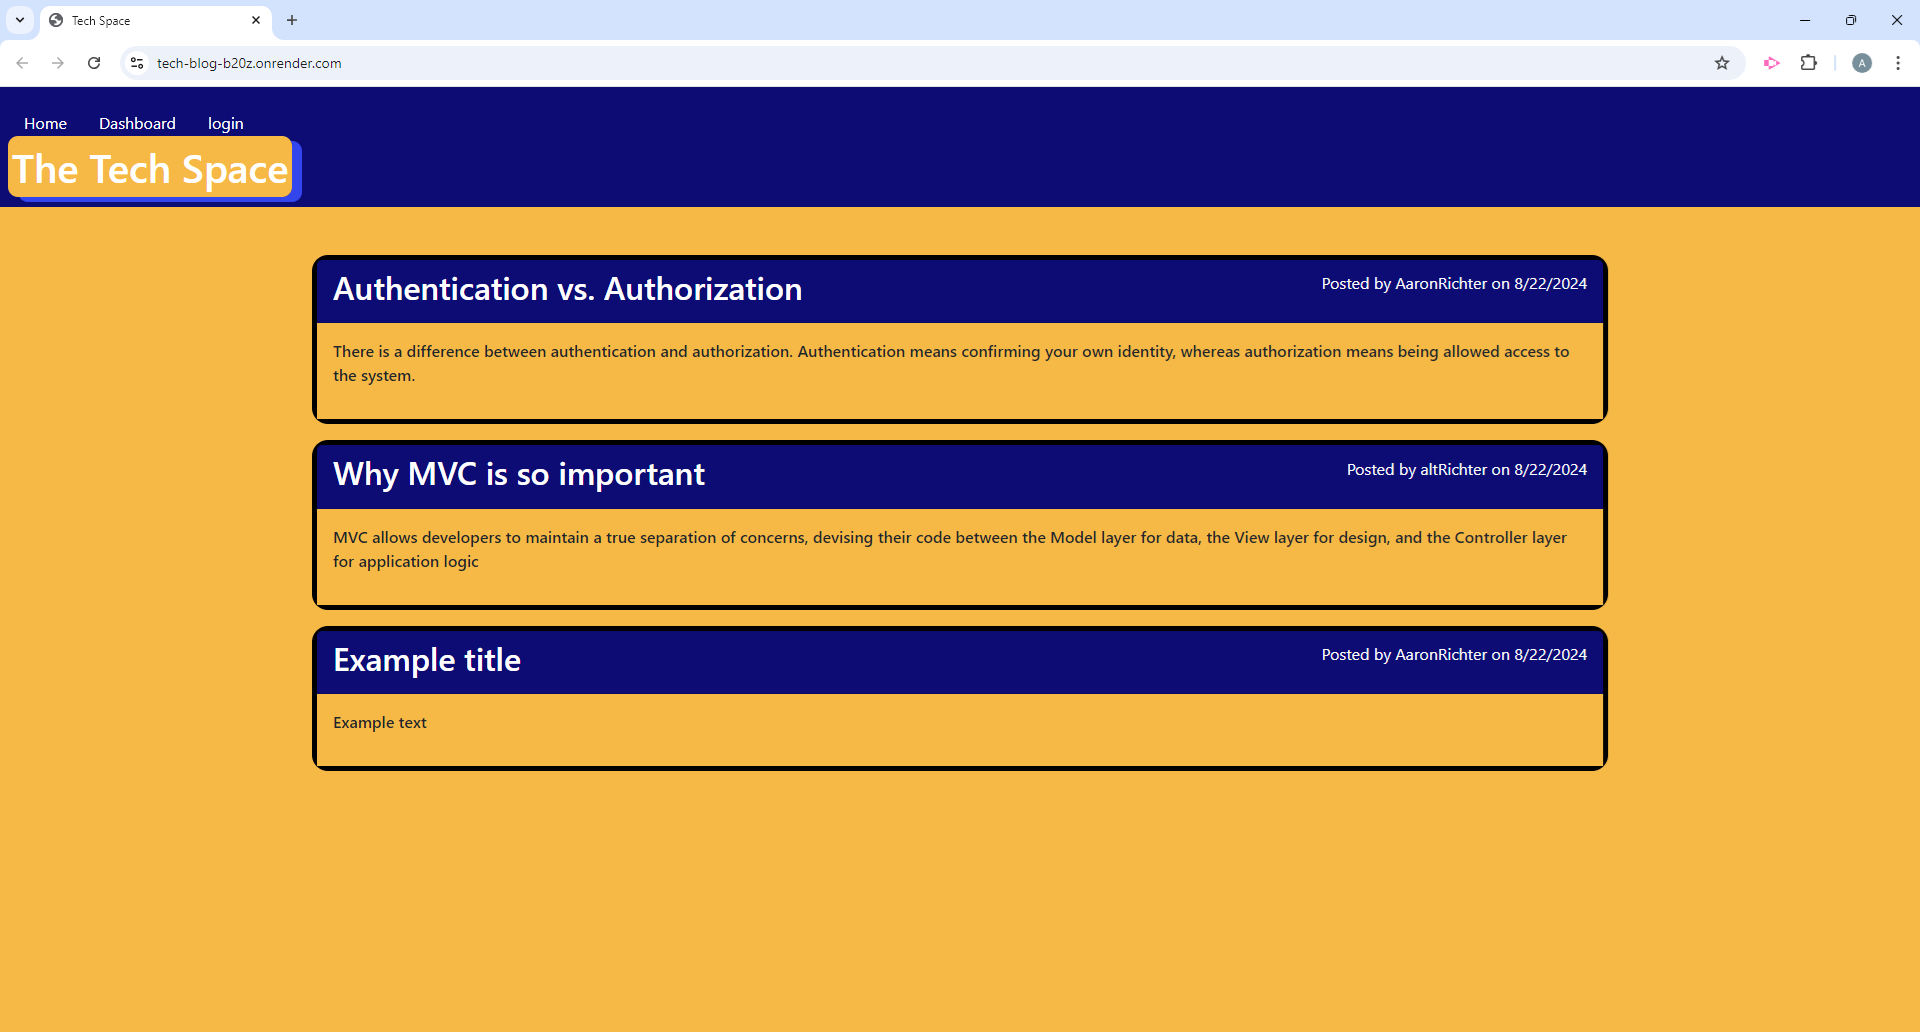 Tech Space
tech-blog-b20z.onrender.com
A
Home Dashboard login
The Tech Space
Authentication vs. Authorization
Posted by AaronRichter on 8/22/2024
There is a difference between authentication and authorization. Authentication means confirming your own identity, whereas authorization means being allowed access to
the system.
Why MVC is so important
Posted by altRichter on 8/22/2024
MVC allows developers to maintain a true separation of concerns, devising their code between the Model layer for data, the View layer for design, and the Controller layer
for application logic
Example title
Posted by AaronRichter on 8/22/2024
Example text